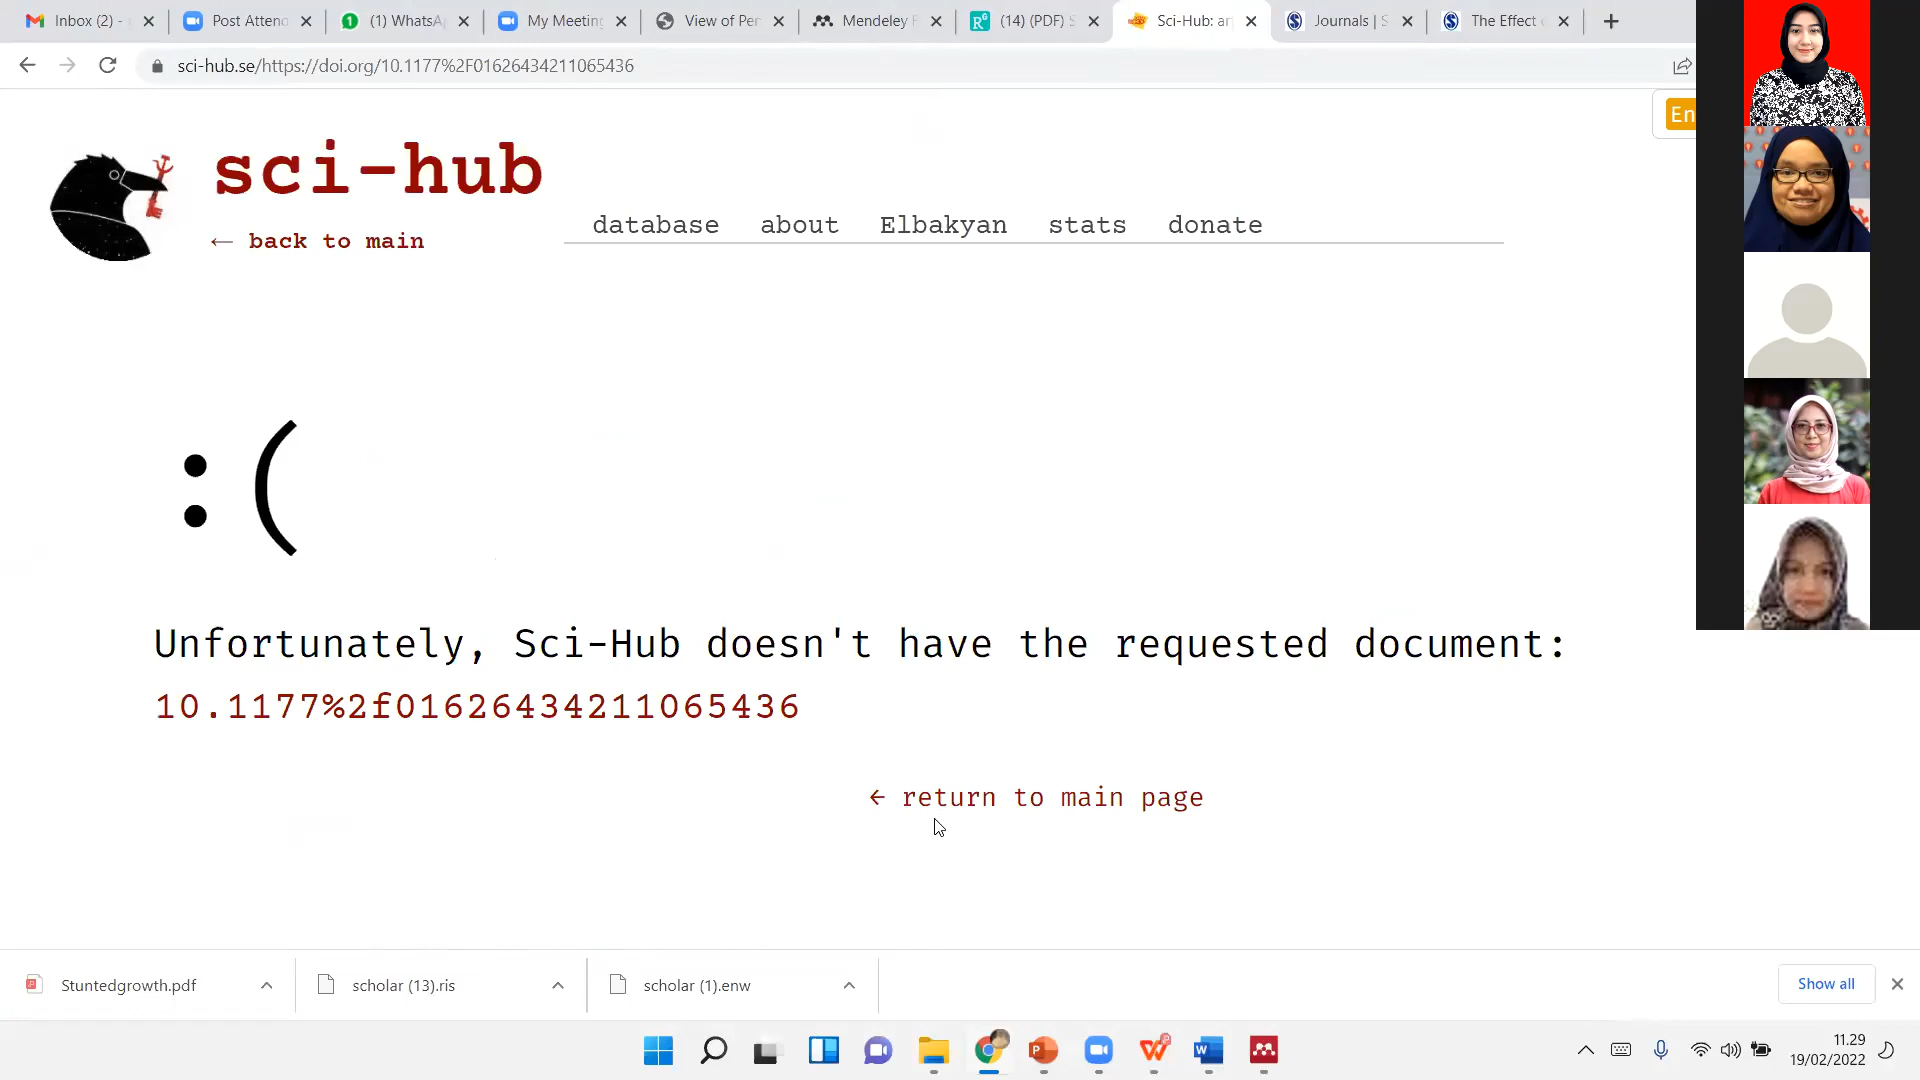 Inbox (2) -
Post Attend
(1) WhatsA
My Meeting
View of Per
Mendeley
(14) (PDF) S
Sci-Hub: ar
Journals | S
The Effect
sci-hub.se/https://doi.org/10.1177%2F01626434211065436
En
sci-hub
← back to main
database about Elbakyan stats donate
:(
Unfortunately, Sci-Hub doesn't have the requested document:
10.1177%2f01626434211065436
← return to main page
Stuntedgrowth.pdf
scholar (13).ris
scholar (1).enw
Show all
11.29
19/02/2022